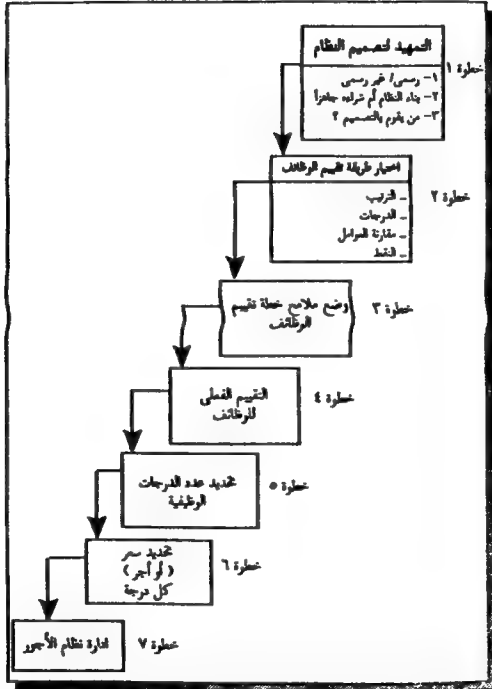 التمهيد لتصميم النظام
خطوة ١
١- رسمى/ غير رسمى
٢- بناء النظام أم شراءه جاهزاً
٣- من يقوم بالتصميم ؟
اختيار طريقة تقييم الوظائف
خطوة ٢
ـ الترتيب
ـ الدرجات
ـ مقارنة العوامل
ـ النقط
وضع ملامح خطة تقييم
الوظائف
خطوة ٣
التقييم الفعلى
للوظائف
خطوة ٤
تحديد عدد الدرجات
الوظيفية
خطوة ٥
تحديد سعر
( أو أجر )
كل درجة
خطوة ٦
ادارة نظام الأجور
خطوة ٧